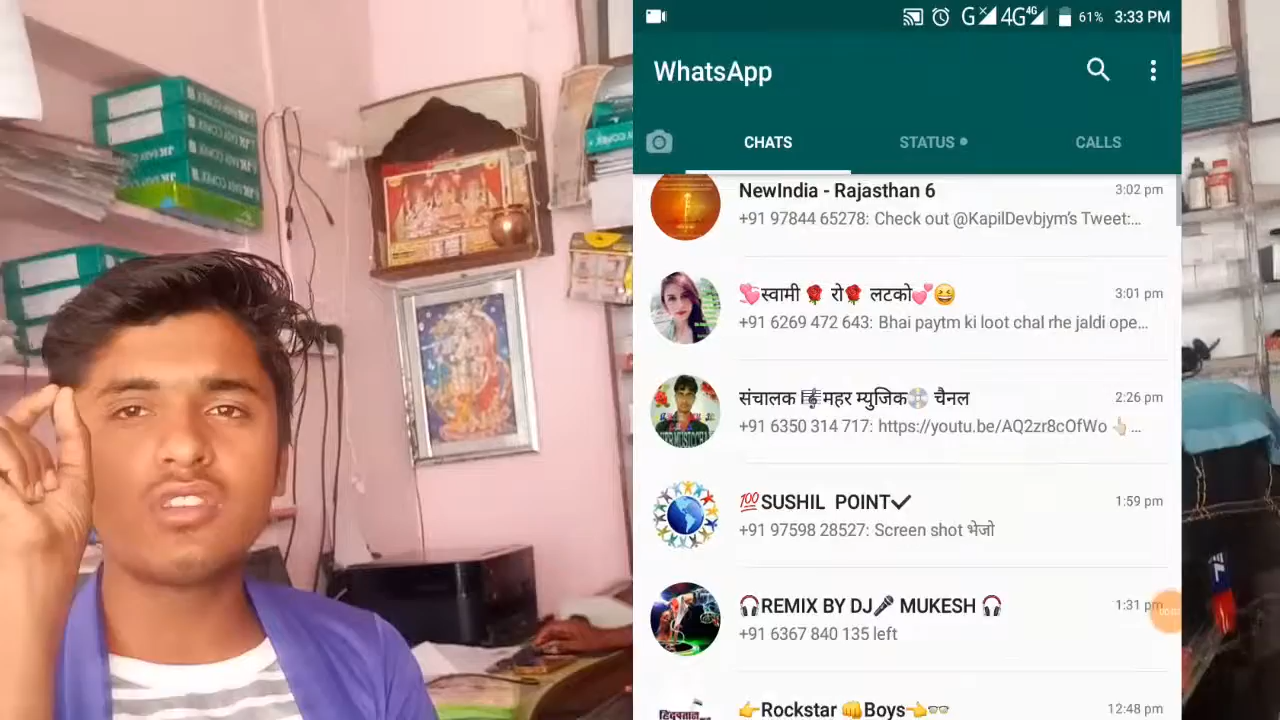 G 4G 4G 61% 3:33 PM
WhatsApp
CHATS
STATUS
CALLS
NewIndia - Rajasthan 6 3:02 pm
+91 97844 65278: Check out @KapilDevbjym's Tweet:…
💘स्वामी 🌹 रो🌹 लटको💕😆 3:01 pm
+91 6269 472 643: Bhai paytm ki loot chal rhe jaldi ope…
संचालक 🎼महर म्युजिक💿 चैनल 2:26 pm
+91 6350 314 717: https://youtu.be/AQ2zr8cOfWo 👆🏻…
💯SUSHIL POINT✔ 1:59 pm
+91 97598 28527: Screen shot भेजो
🎧REMIX BY DJ🎤 MUKESH 🎧 1:31 pm
+91 6367 840 135 left
👉Rockstar 👊Boys👈👓 12:48 pm